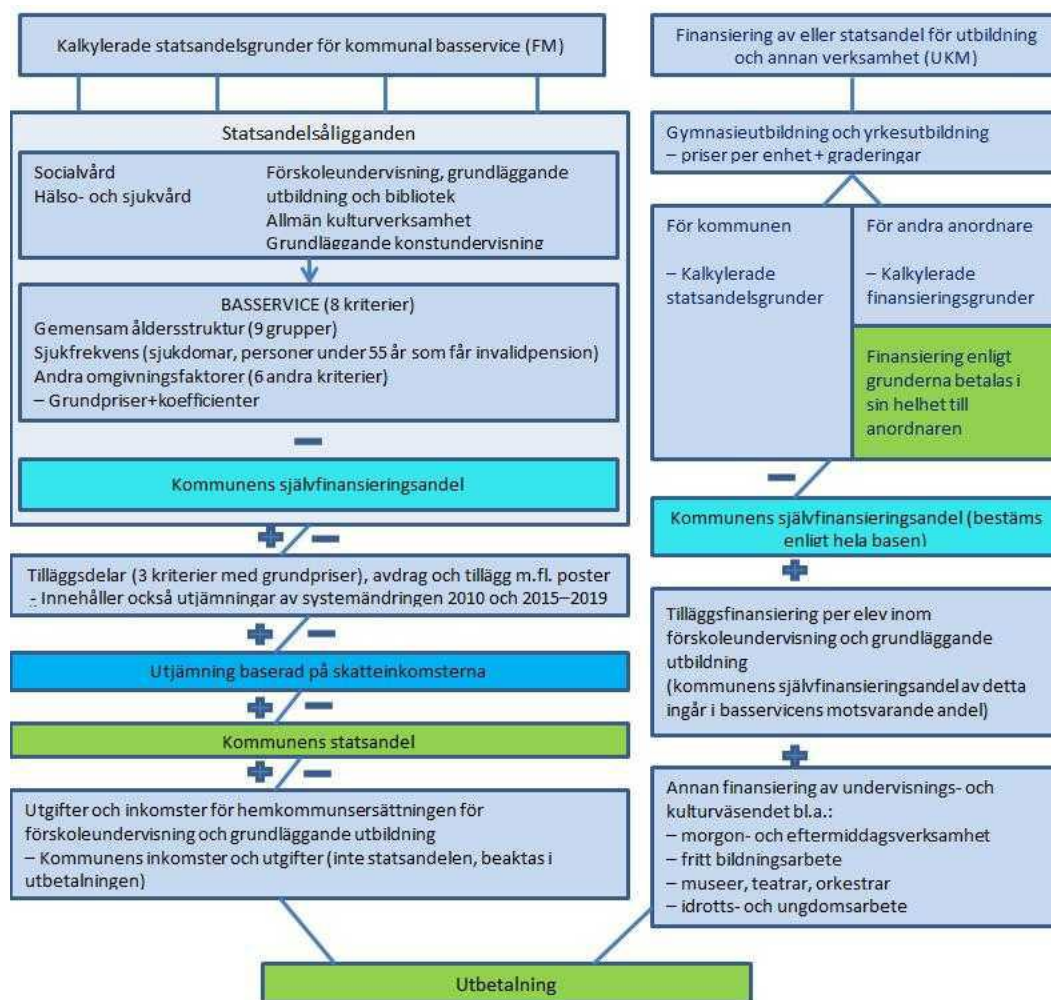 Kalkylerade statsandelsgrunder för kommunal basservice (FM)
Statsandelsåligganden
Socialvård
Hälso- och sjukvård
Förskoleundervisning, grundläggande
utbildning och bibliotek
Allmän kulturverksamhet
Grundläggande konstundervisning
BASSERVICE (8 kriterier)
Gemensam åldersstruktur (9 grupper)
Sjukfrekvens (sjukdomar, personer under 55 år som får invalidpension)
Andra omgivningsfaktorer (6 andra kriterier)
– Grundpriser+koefficienter
–
Kommunens självfinansieringsandel
+ –
Tilläggsdelar (3 kriterier med grundpriser), avdrag och tillägg m.fl. poster
- Innehåller också utjämningar av systemändringen 2010 och 2015–2019
+ –
Utjämning baserad på skatteinkomsterna
+ –
Kommunens statsandel
+ –
Utgifter och inkomster för hemkommunsersättningen för
förskoleundervisning och grundläggande utbildning
– Kommunens inkomster och utgifter (inte statsandelen, beaktas i
utbetalningen)
Finansiering av eller statsandel för utbildning
och annan verksamhet (UKM)
Gymnasieutbildning och yrkesutbildning
– priser per enhet + graderingar
För kommunen
– Kalkylerade
statsandelsgrunder
För andra anordnare
– Kalkylerade
finansieringsgrunder
Finansiering enligt
grunderna betalas i
sin helhet till
anordnaren
–
Kommunens självfinansieringsandel (bestäms
enligt hela basen)
+
Tilläggsfinansiering per elev inom
förskoleundervisning och grundläggande
utbildning
(kommunens självfinansieringsandel av detta
ingår i basservicens motsvarande andel)
+
Annan finansiering av undervisnings- och
kulturväsendet bl.a.:
– morgon- och eftermiddagsverksamhet
– fritt bildningsarbete
– museer, teatrar, orkestrar
– idrotts- och ungdomsarbete
Utbetalning